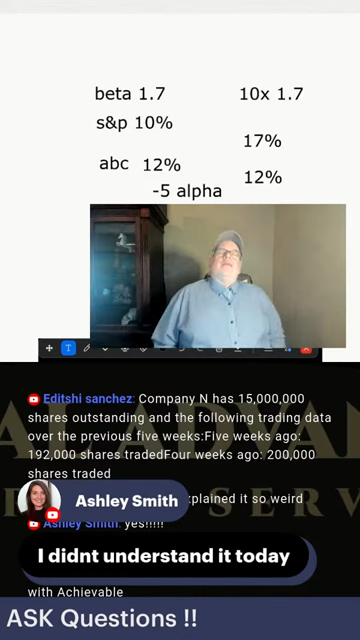 beta 1.7
10x 1.7
s&p 10%
17%
abc 12%
12%
-5 alpha
T
Editshi sanchez: Company N has 15,000,000
shares outstanding and the following trading data
over the previous five weeks:Five weeks ago:
192,000 shares tradedFour weeks ago: 200,000
shares traded
Ashley Smith
xplained it so weird
Ashley Smith: yes!!!!!
I didnt understand it today
with Achievable
ASK Questions !!